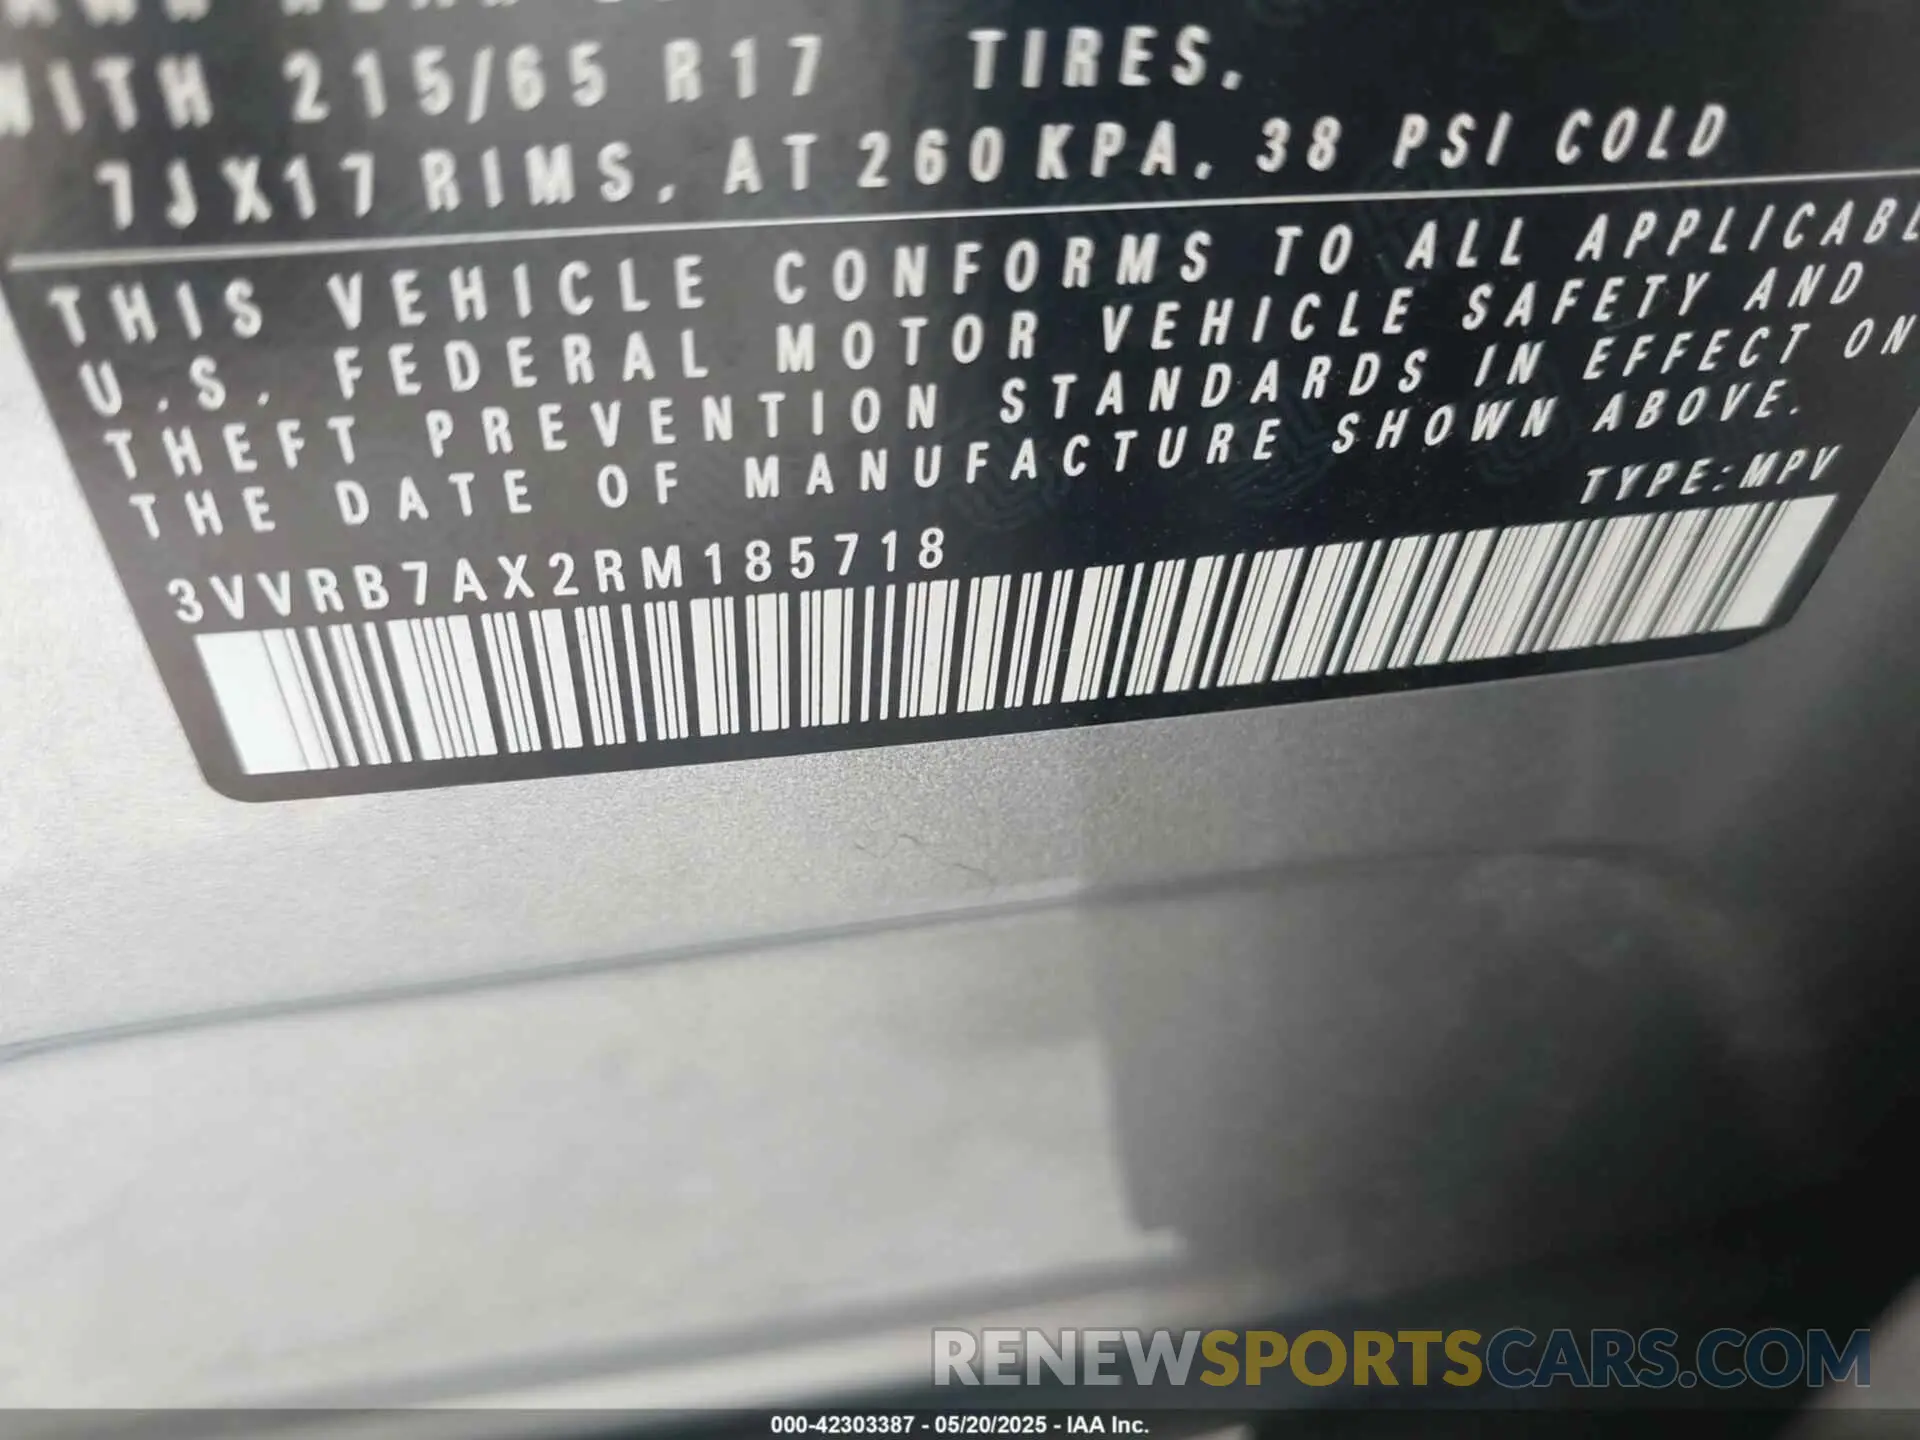 WITH 215/65 R17 TIRES,
7JX17 RIMS, AT 260KPA, 38 PSI COLD
THIS VEHICLE CONFORMS TO ALL APPLICABL
U.S. FEDERAL MOTOR VEHICLE SAFETY AND
THEFT PREVENTION STANDARDS IN EFFECT ON
THE DATE OF MANUFACTURE SHOWN ABOVE.
TYPE:MPV
3VVRB7AX2RM185718
RENEWSPORTSCARS.COM
000-42303387 - 05/20/2025 - IAA Inc.